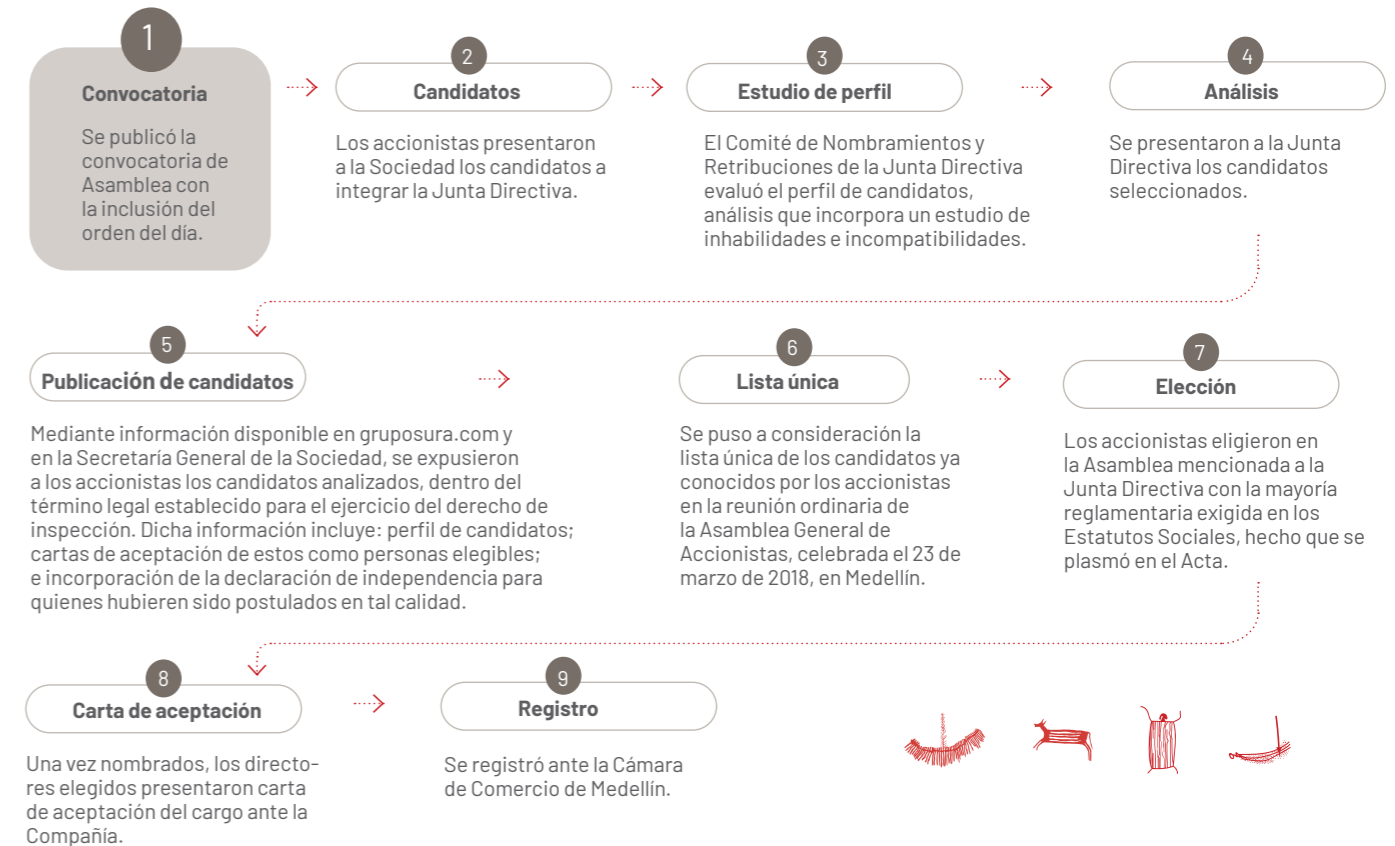 1
Convocatoria
Se publicó la
convocatoria de
Asamblea con
la inclusión del
orden del día.
2
Candidatos
Los accionistas presentaron
a la Sociedad los candidatos a
integrar la Junta Directiva.
3
Estudio de perfil
El Comité de Nombramientos y
Retribuciones de la Junta Directiva
evaluó el perfil de candidatos,
análisis que incorpora un estudio de
inhabilidades e incompatibilidades.
4
Análisis
Se presentaron a la Junta
Directiva los candidatos
seleccionados.
5
Publicación de candidatos
Mediante información disponible en gruposura.com y
en la Secretaría General de la Sociedad, se expusieron
a los accionistas los candidatos analizados, dentro del
término legal establecido para el ejercicio del derecho de
inspección. Dicha información incluye: perfil de candidatos;
cartas de aceptación de estos como personas elegibles;
e incorporación de la declaración de independencia para
quienes hubieren sido postulados en tal calidad.
6
Lista única
Se puso a consideración la
lista única de los candidatos ya
conocidos por los accionistas
en la reunión ordinaria de
la Asamblea General de
Accionistas, celebrada el 23 de
marzo de 2018, en Medellín.
7
Elección
Los accionistas eligieron en
la Asamblea mencionada a la
Junta Directiva con la mayoría
reglamentaria exigida en los
Estatutos Sociales, hecho que se
plasmó en el Acta.
8
Carta de aceptación
Una vez nombrados, los directo-
res elegidos presentaron carta
de aceptación del cargo ante la
Compañía.
9
Registro
Se registró ante la Cámara
de Comercio de Medellín.